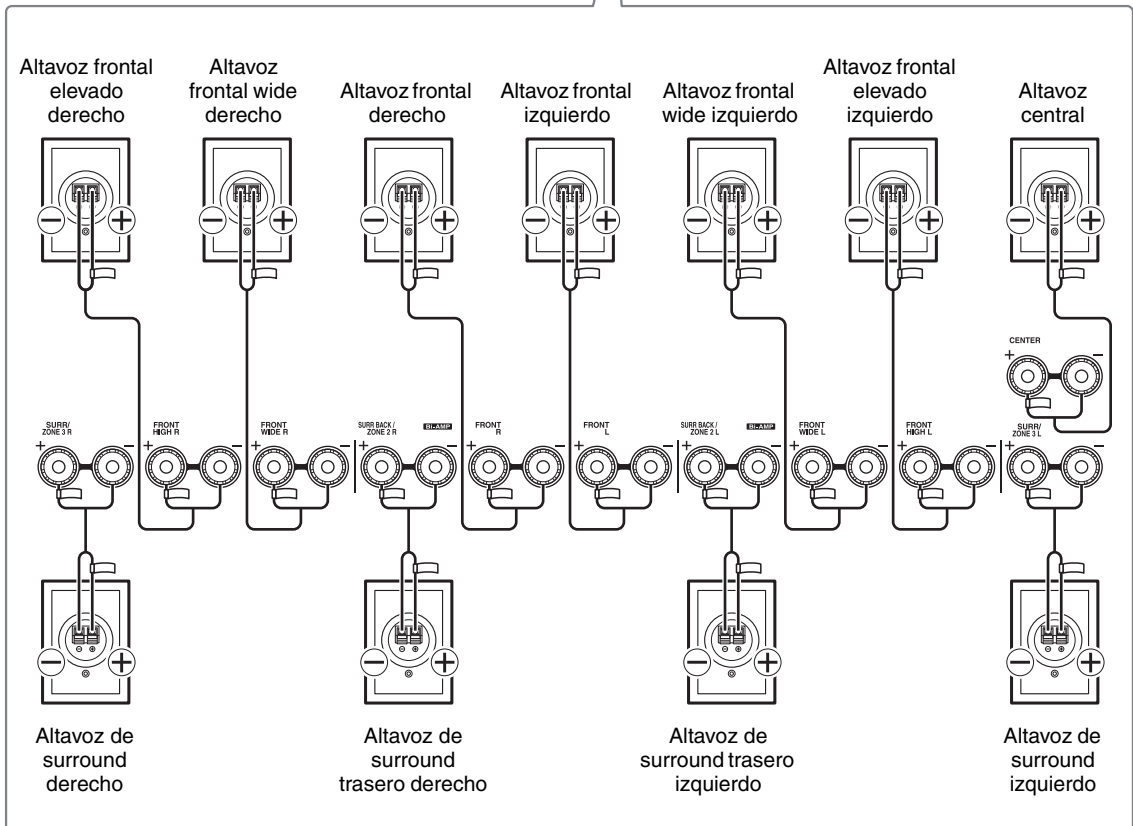 Altavoz frontal
elevado
derecho
Altavoz
frontal wide
derecho
Altavoz frontal
derecho
Altavoz frontal
izquierdo
Altavoz frontal
wide izquierdo
Altavoz frontal
elevado
izquierdo
Altavoz
central
CENTER
+ −
SURR/
ZONE 3 R
+ −
FRONT
HIGH R
+ −
FRONT
WIDE R
+ −
SURR BACK /
ZONE 2 R
BI-AMP
+ −
FRONT
R
+ −
FRONT
L
+ −
SURR BACK /
ZONE 2 L
BI-AMP
+ −
FRONT
WIDE L
+ −
FRONT
HIGH L
+ −
SURR/
ZONE 3 L
+ −
Altavoz de
surround
derecho
Altavoz de
surround
trasero derecho
Altavoz de
surround trasero
izquierdo
Altavoz de
surround
izquierdo